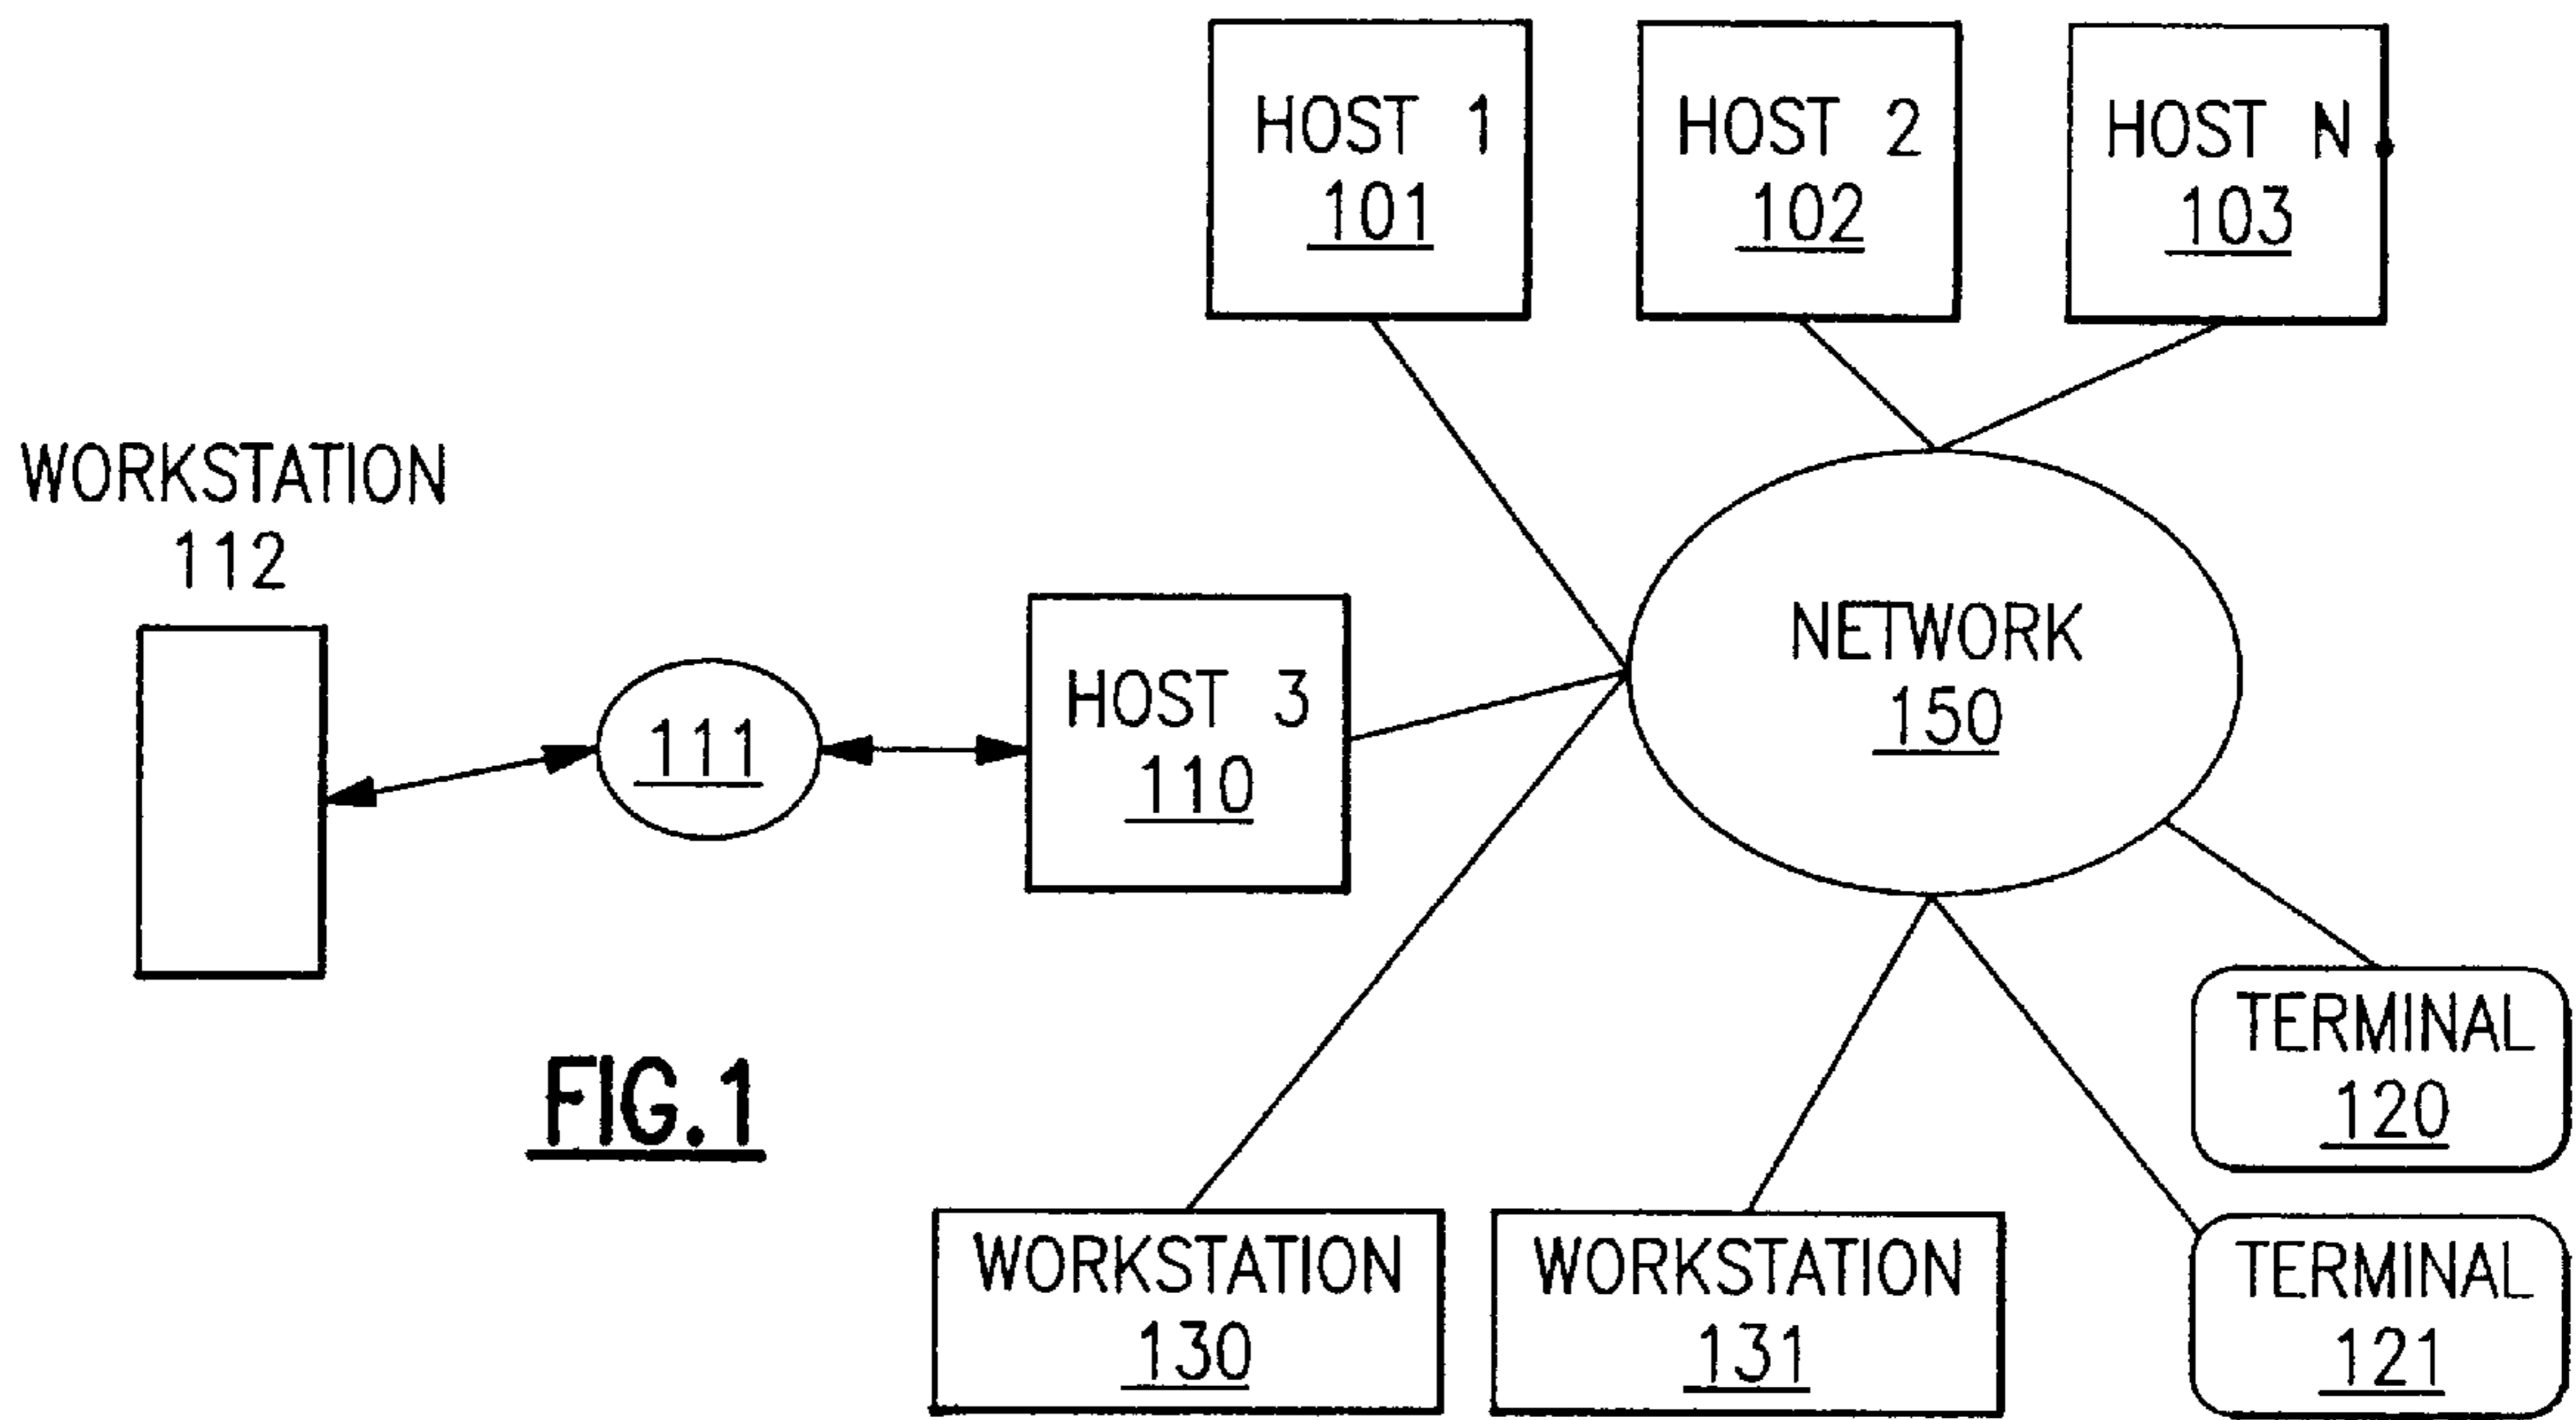 HOST 1
101
HOST 2
102
HOST N
103
WORKSTATION
112
111
HOST 3
110
NETWORK
150
FIG.1
TERMINAL
120
WORKSTATION
130
WORKSTATION
131
TERMINAL
121